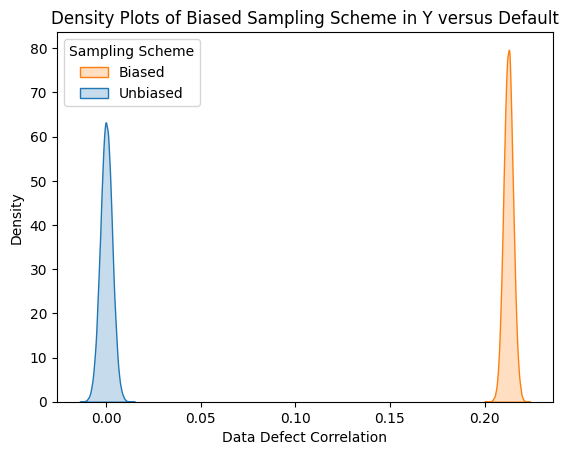 Density Plots of Biased Sampling Scheme in Y versus Default
Sampling Scheme
Biased
Unbiased
Density
80
70
60
50
40
30
20
10
0
0.00 0.05 0.10 0.15 0.20
Data Defect Correlation